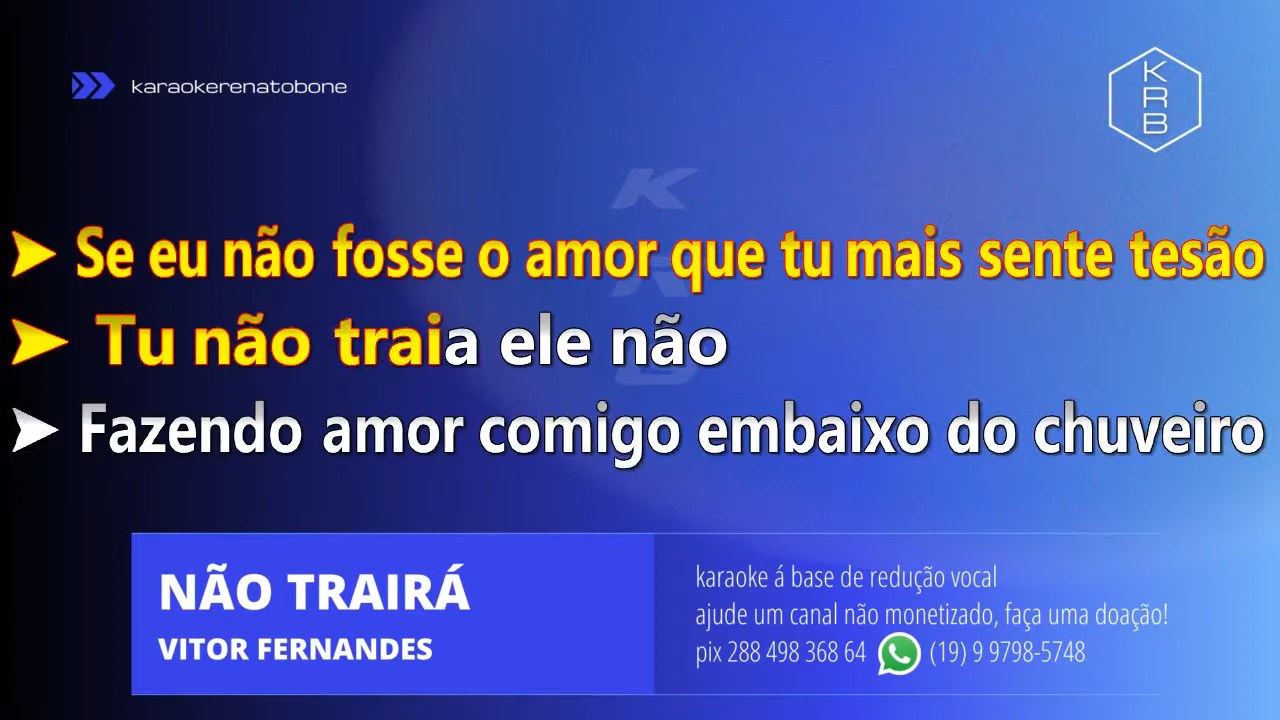 karaokerenatobone
K
R
B
K
R
B
➤ Se eu não fosse o amor que tu mais sente tesão
➤ Tu não traia ele não
➤ Fazendo amor comigo embaixo do chuveiro
NÃO TRAIRÁ
VITOR FERNANDES
karaoke á base de redução vocal
ajude um canal não monetizado, faça uma doação!
pix 288 498 368 64 (19) 9 9798-5748